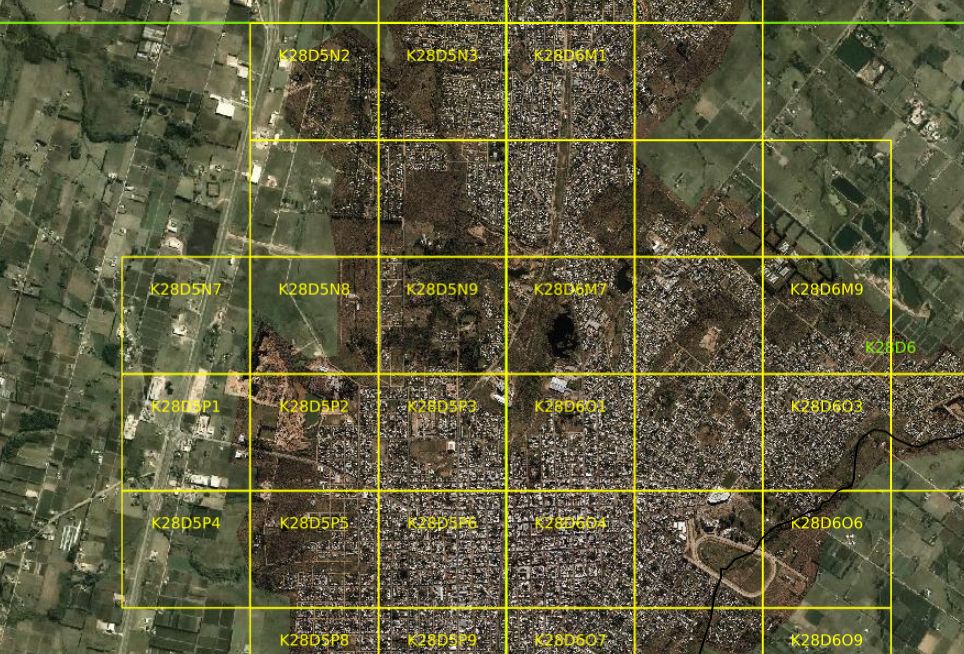 K28D5N2 K28D5N3 K28D6M1
K28D5N7 K28D5N8 K28D5N9 K28D6M7 K28D6M9
K28D6
K28D5P1 K28D5P2 K28D5P3 K28D6O1 K28D6O3
K28D5P4 K28D5P5 K28D5P6 K28D6O4 K28D6O6
K28D5P8 K28D5P9 K28D6O7 K28D6O9